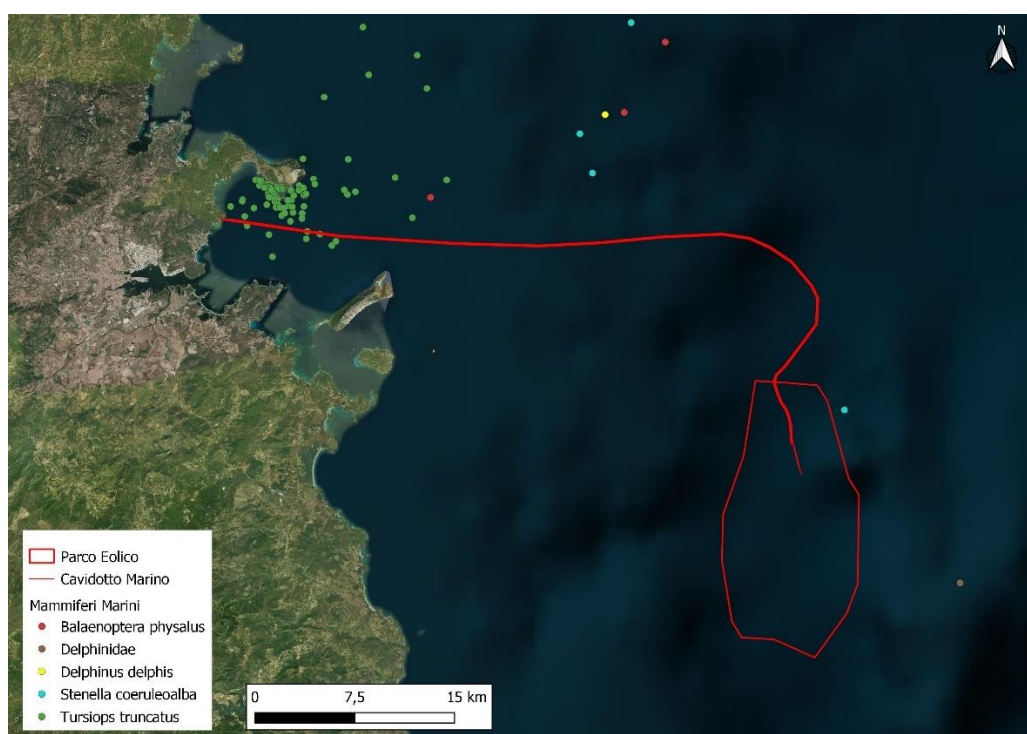 N
Parco Eolico
Cavidotto Marino
Mammiferi Marini
Balaenoptera physalus
Delphinidae
Delphinus delphis
Stenella coeruleoalba
Tursiops truncatus
0 7,5 15 km